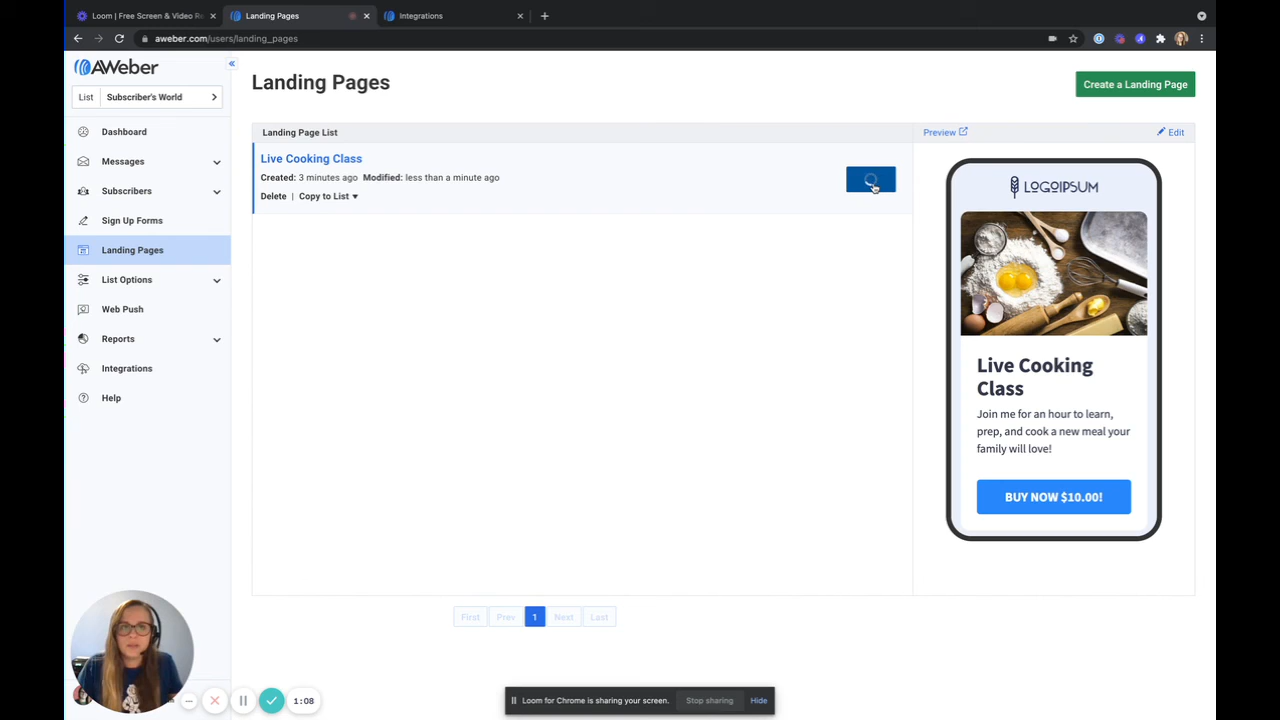 Loom | Free Screen & Video Re
Landing Pages
Integrations
aweber.com/users/landing_pages
AWeber
List
Subscriber's World
Dashboard
Messages
Subscribers
Sign Up Forms
Landing Pages
List Options
Web Push
Reports
Integrations
Help
Landing Pages
Create a Landing Page
Landing Page List
Live Cooking Class
Created: 3 minutes ago Modified: less than a minute ago
Delete | Copy to List
Preview
Edit
LOGOIPSUM
Live Cooking
Class
Join me for an hour to learn,
prep, and cook a new meal your
family will love!
BUY NOW $10.00!
First
Prev
1
Next
Last
1:08
Loom for Chrome is sharing your screen.
Stop sharing
Hide